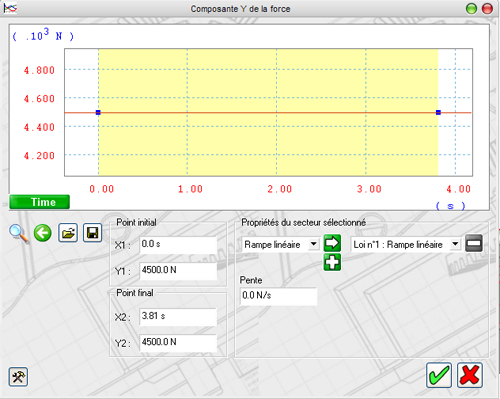 Composante Y de la force
( .10³ N )
4.800
4.600
4.400
4.200
0.00 1.00 2.00 3.00 4.00
Time
( s )
Point initial
X1 : 0.0 s
Y1 : 4500.0 N
Point final
X2 : 3.81 s
Y2 : 4500.0 N
Propriétés du secteur sélectionné
Rampe linéaire
Loi n°1 : Rampe linéaire
Pente
0.0 N/s